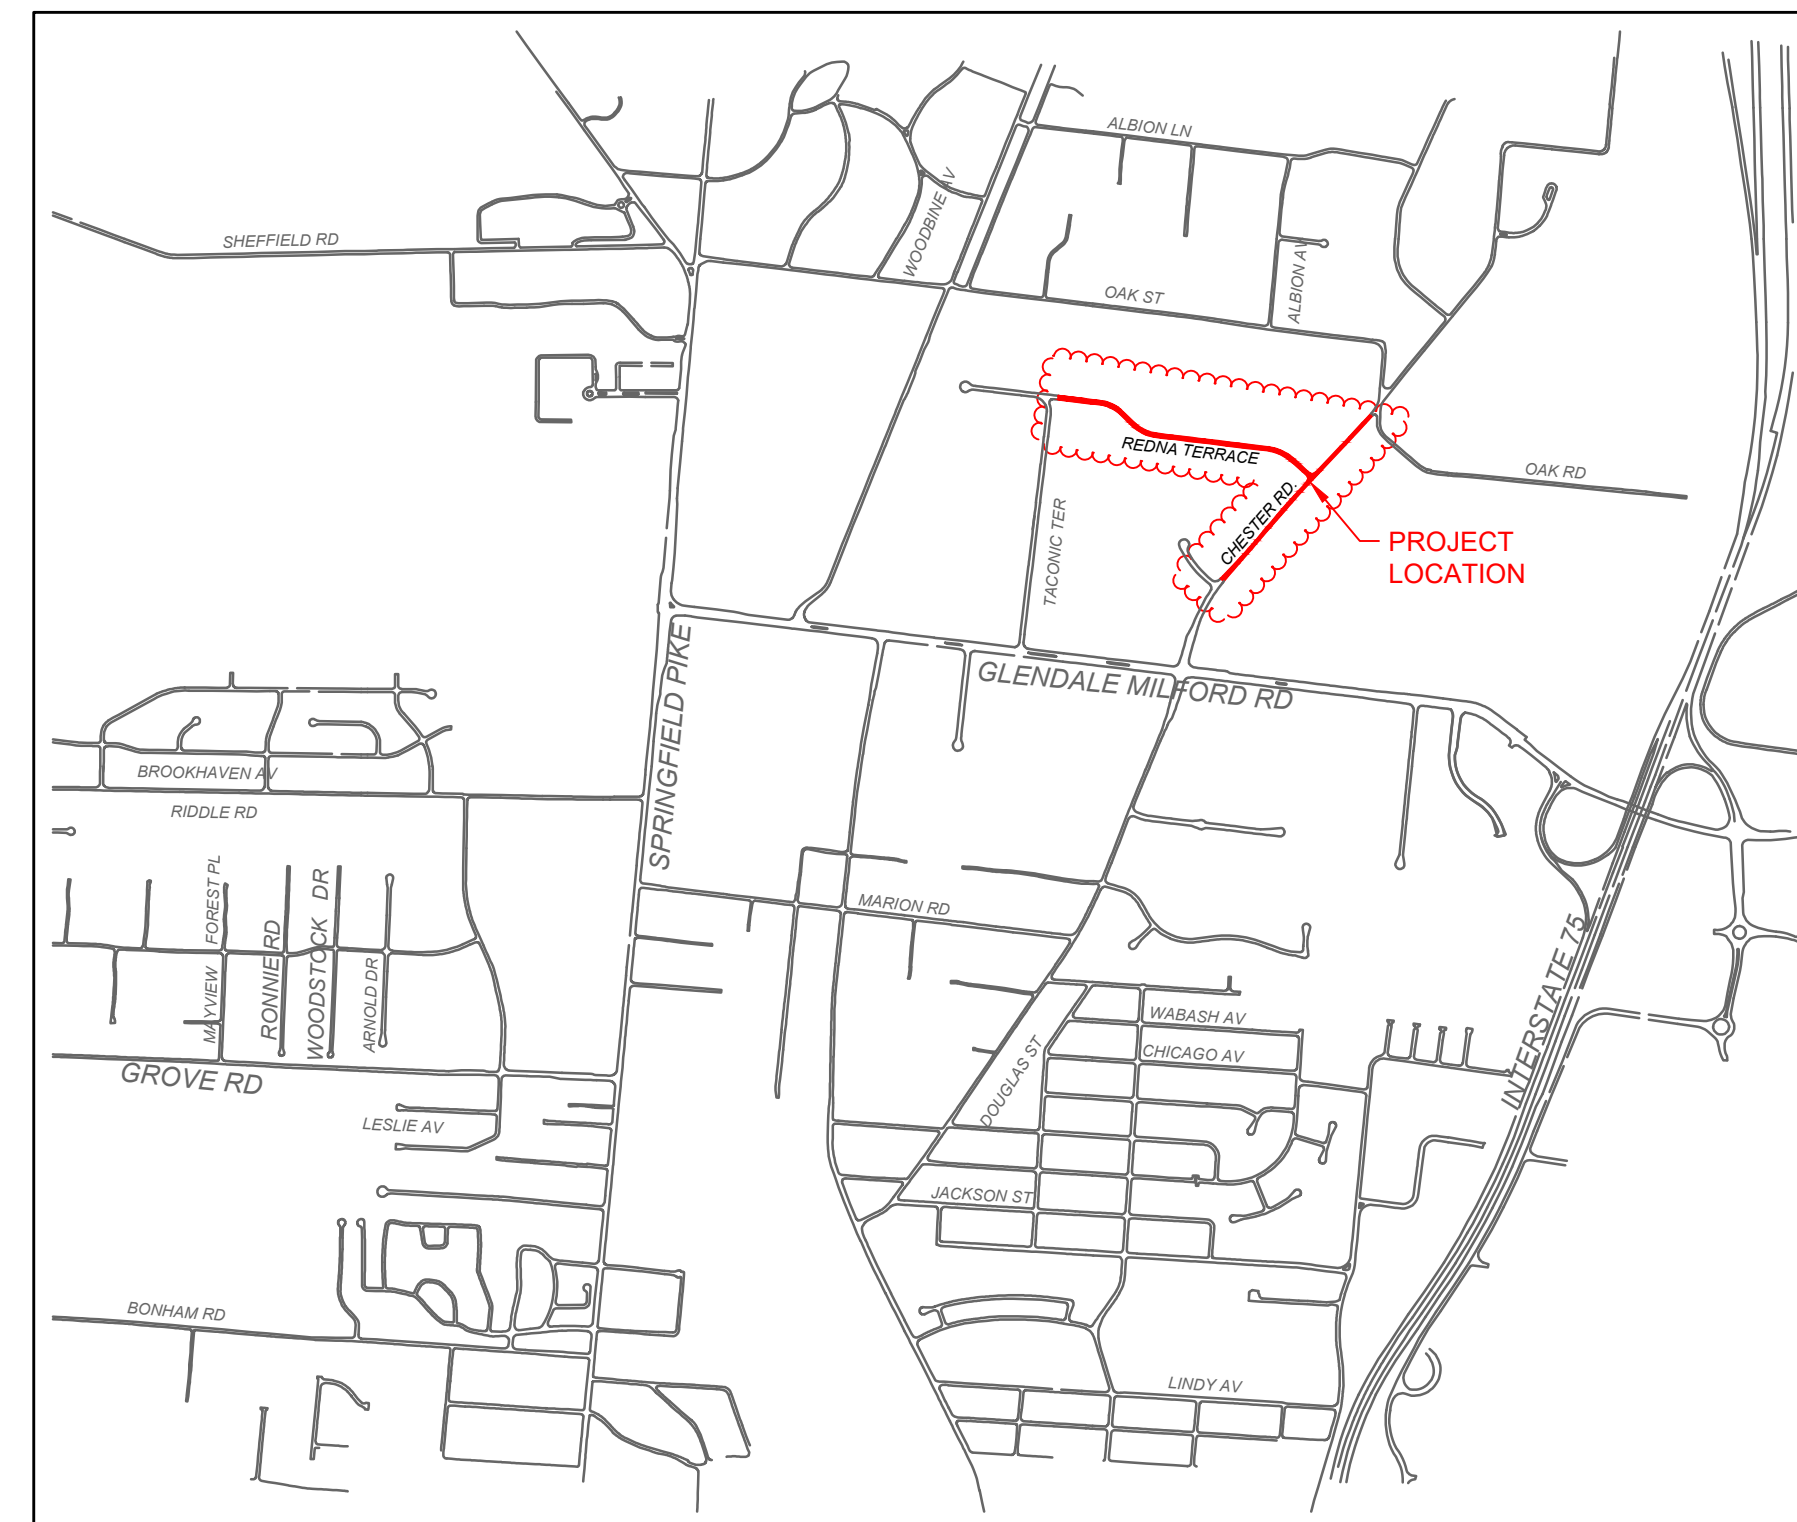 ALBION LN
WOODBINE AV
SHEFFIELD RD
ALBION AV
OAK ST
REDNA TERRACE
OAK RD
CHESTER RD.
PROJECT
LOCATION
TACONIC TER
GLENDALE MILFORD RD
SPRINGFIELD PIKE
BROOKHAVEN AV
RIDDLE RD
FOREST PL
MAYVIEW
RONNIE RD
WOODSTOCK DR
ARNOLD DR
MARION RD
INTERSTATE 75
WABASH AV
CHICAGO AV
DOUGLAS ST
GROVE RD
LESLIE AV
JACKSON ST
BONHAM RD
LINDY AV